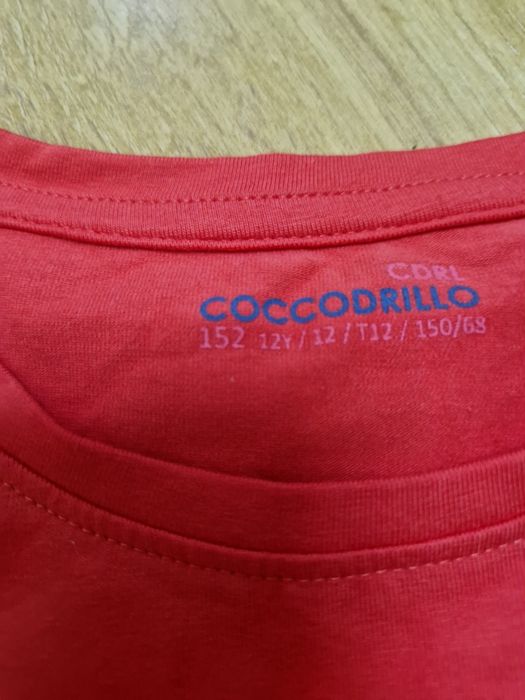 CDRL
COCCODRILLO
152 12Y / 12 / T12 / 150/68